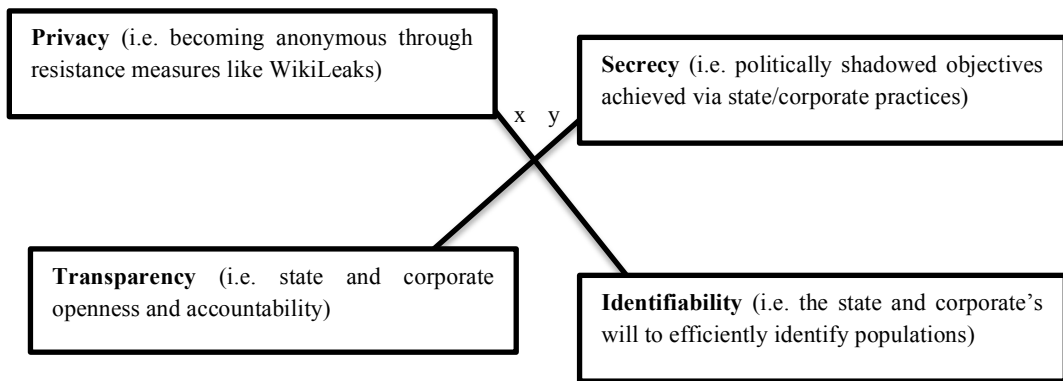 Privacy (i.e. becoming anonymous through
resistance measures like WikiLeaks)
Secrecy (i.e. politically shadowed objectives
achieved via state/corporate practices)
x y
Transparency (i.e. state and corporate
openness and accountability)
Identifiability (i.e. the state and corporate's
will to efficiently identify populations)